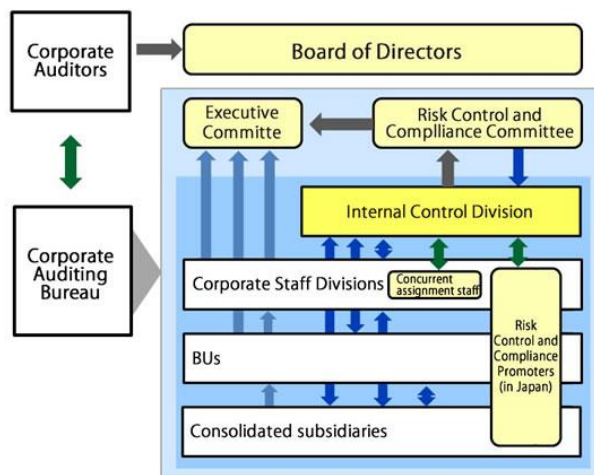 Corporate
Auditors
Board of Directors
Executive
Committe
Risk Control and
Compliiance Committee
Internal Control Division
Corporate
Auditing
Bureau
Corporate Staff Divisions
Concurrent
assignment staff
BUs
Risk
Control and
Compliance
Promoters
(in Japan)
Consolidated subsidiaries